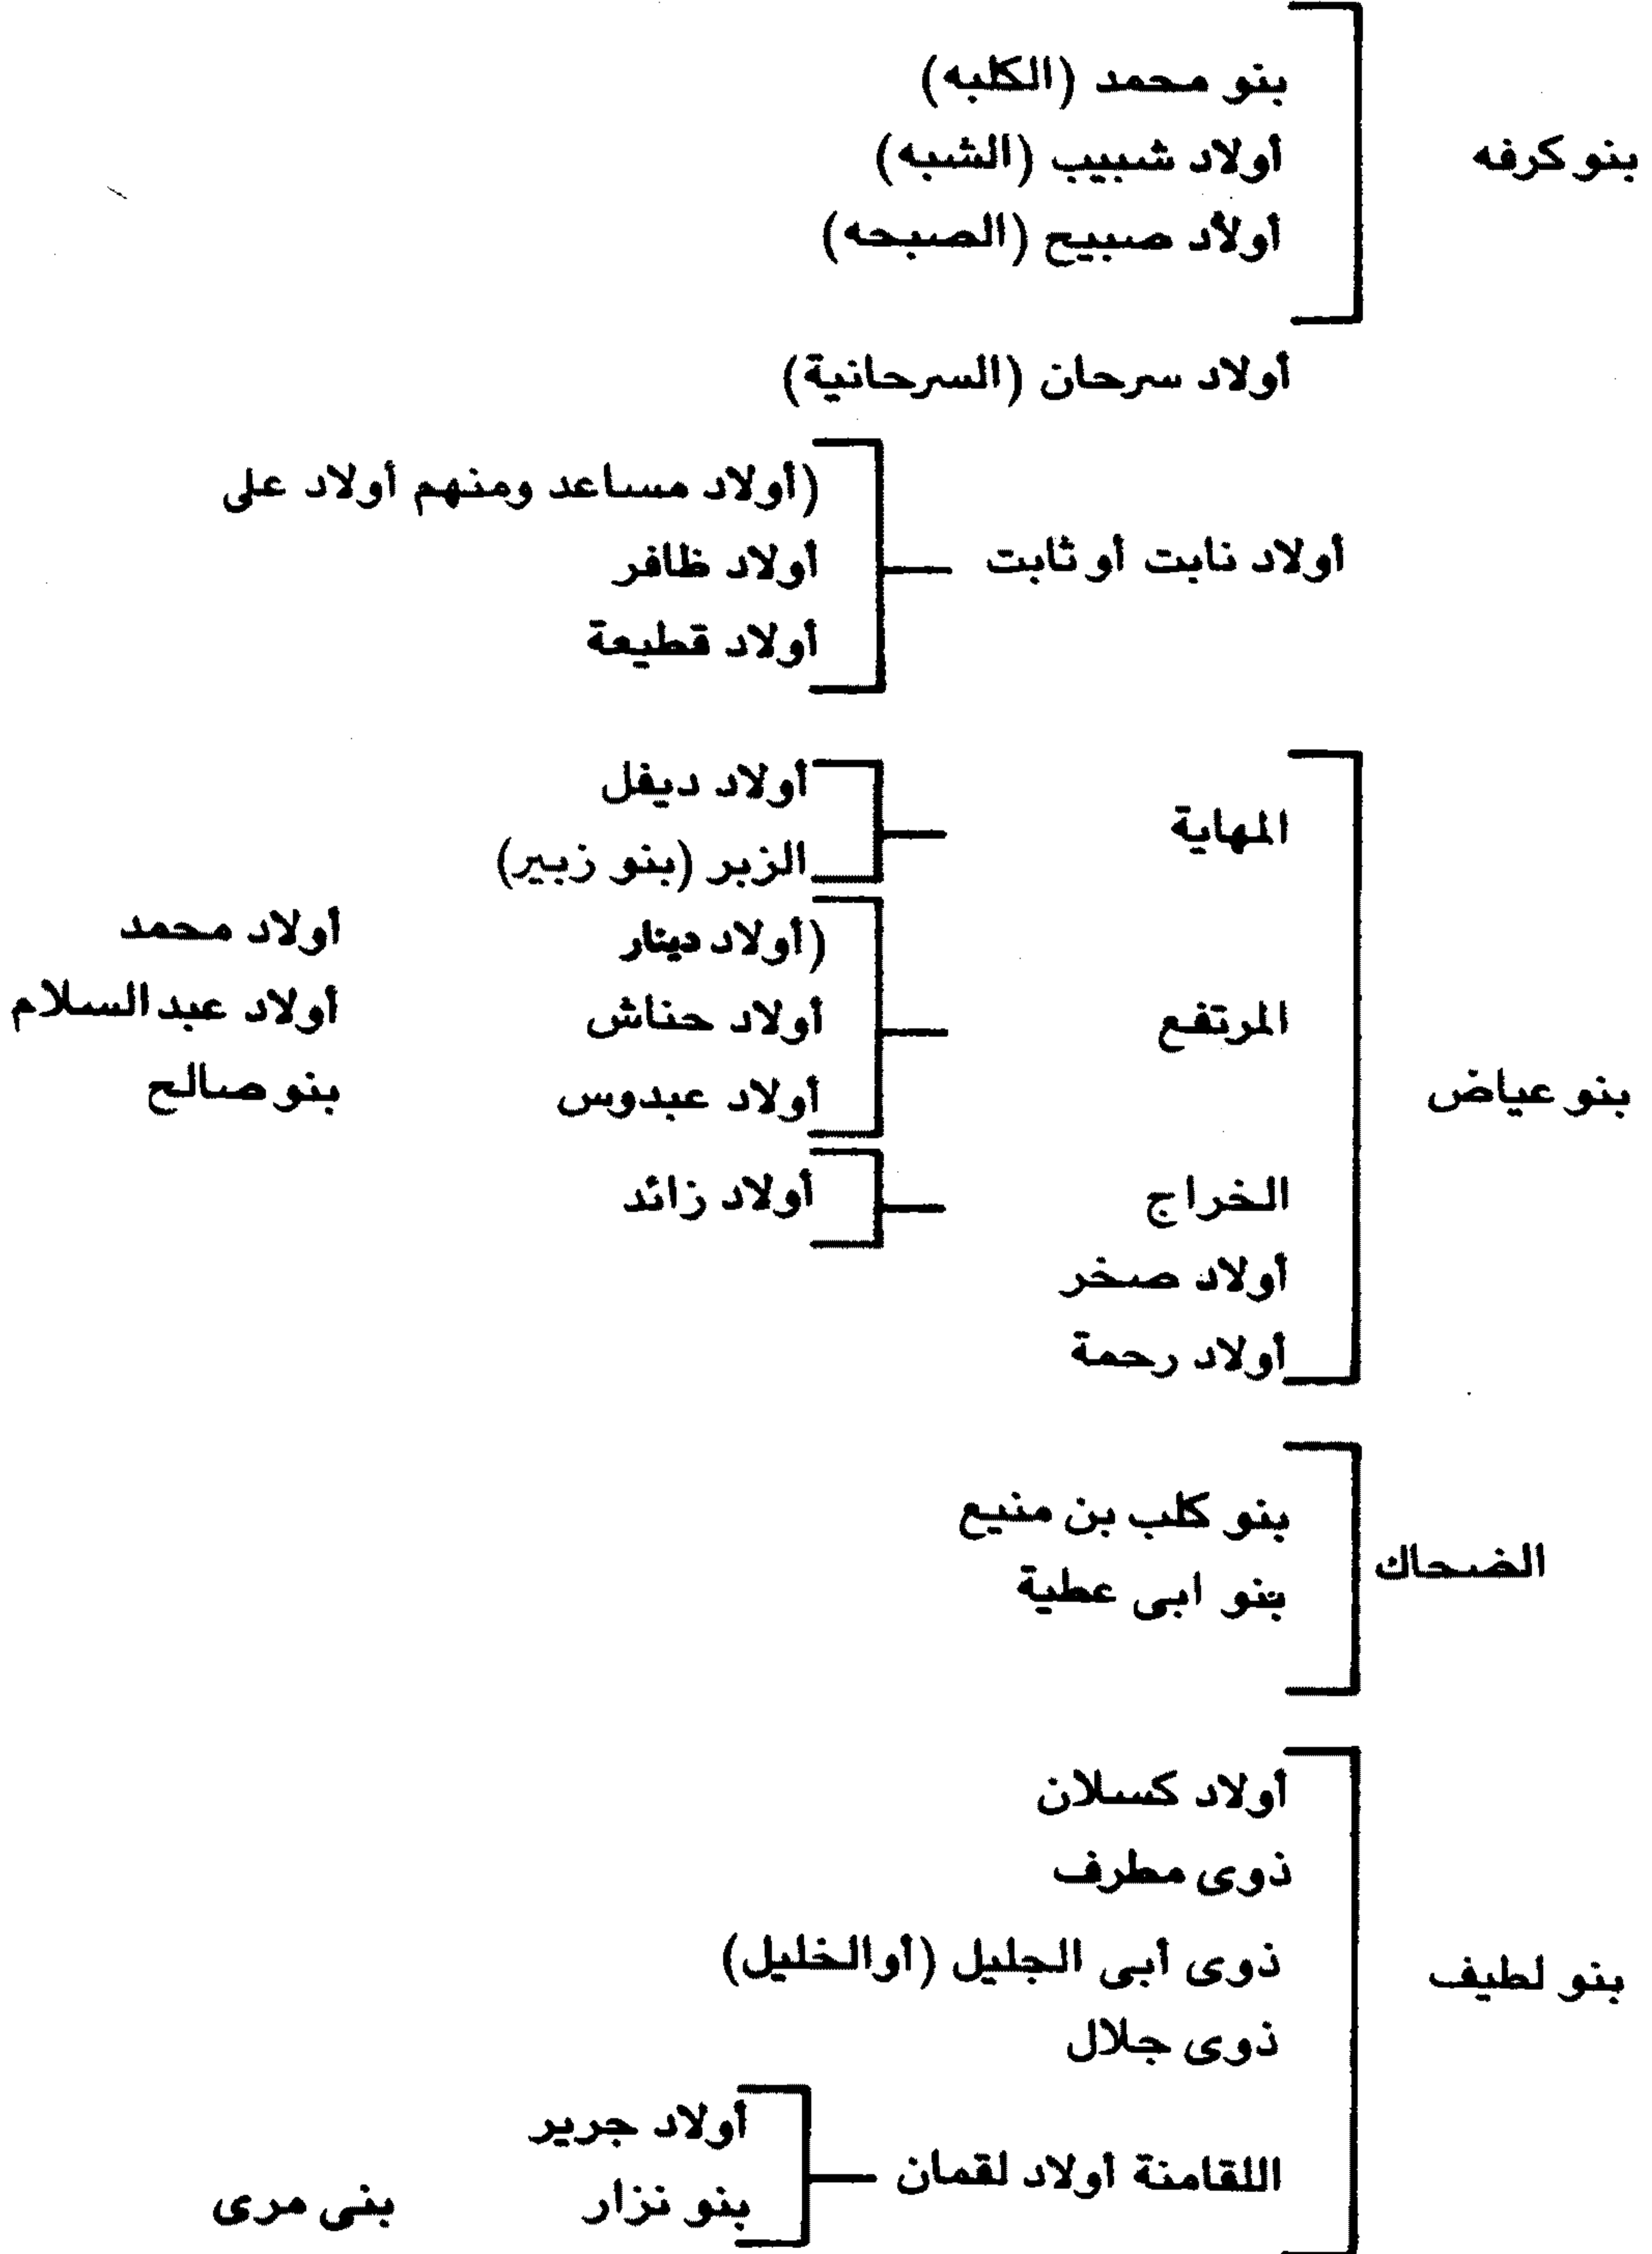 بنو كرفه
بنو محمد (الكلبه)
أولاد شبيب (الشبه)
أولاد صبيح (الصبحه)
أولاد سرحان (السرحانية)
أولاد نابت أو ثابت
(أولاد مساعد ومنهم أولاد على
أولاد ظافر
أولاد قطيعة
بنو عياض
المهاية
أولاد ديفل
الزبر (بنو زبير)
المرتفع
(أولاد دينار
أولاد حناش
أولاد عبدوس
أولاد محمد
أولاد عبدالسلام
بنو صالح
الخراج
أولاد زائد
أولاد صخر
أولاد رحمة
الضحاك
بنو كلب بن منيع
بنو ابى عطية
بنو لطيف
أولاد كسلان
ذوى مطرف
ذوى أبى الجليل (أوالخليل)
ذوى جلال
اللقامنة أولاد لقمان
أولاد جرير
بنو نزار
بنى مرى